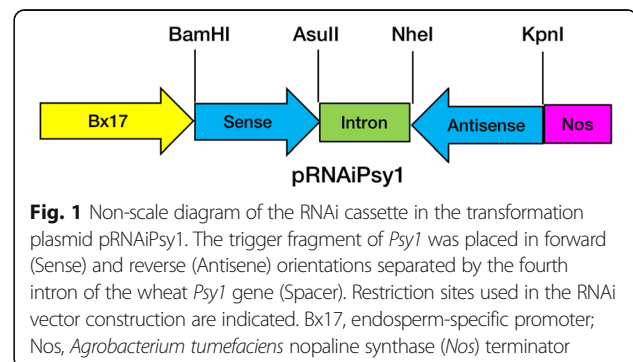 BamHI AsuII NheI KpnI
Bx17 Sense Intron Antisense Nos
pRNAiPsy1
Fig. 1 Non-scale diagram of the RNAi cassette in the transformation
plasmid pRNAiPsy1. The trigger fragment of Psy1 was placed in forward
(Sense) and reverse (Antisene) orientations separated by the fourth
intron of the wheat Psy1 gene (Spacer). Restriction sites used in the RNAi
vector construction are indicated. Bx17, endosperm-specific promoter;
Nos, Agrobacterium tumefaciens nopaline synthase (Nos) terminator